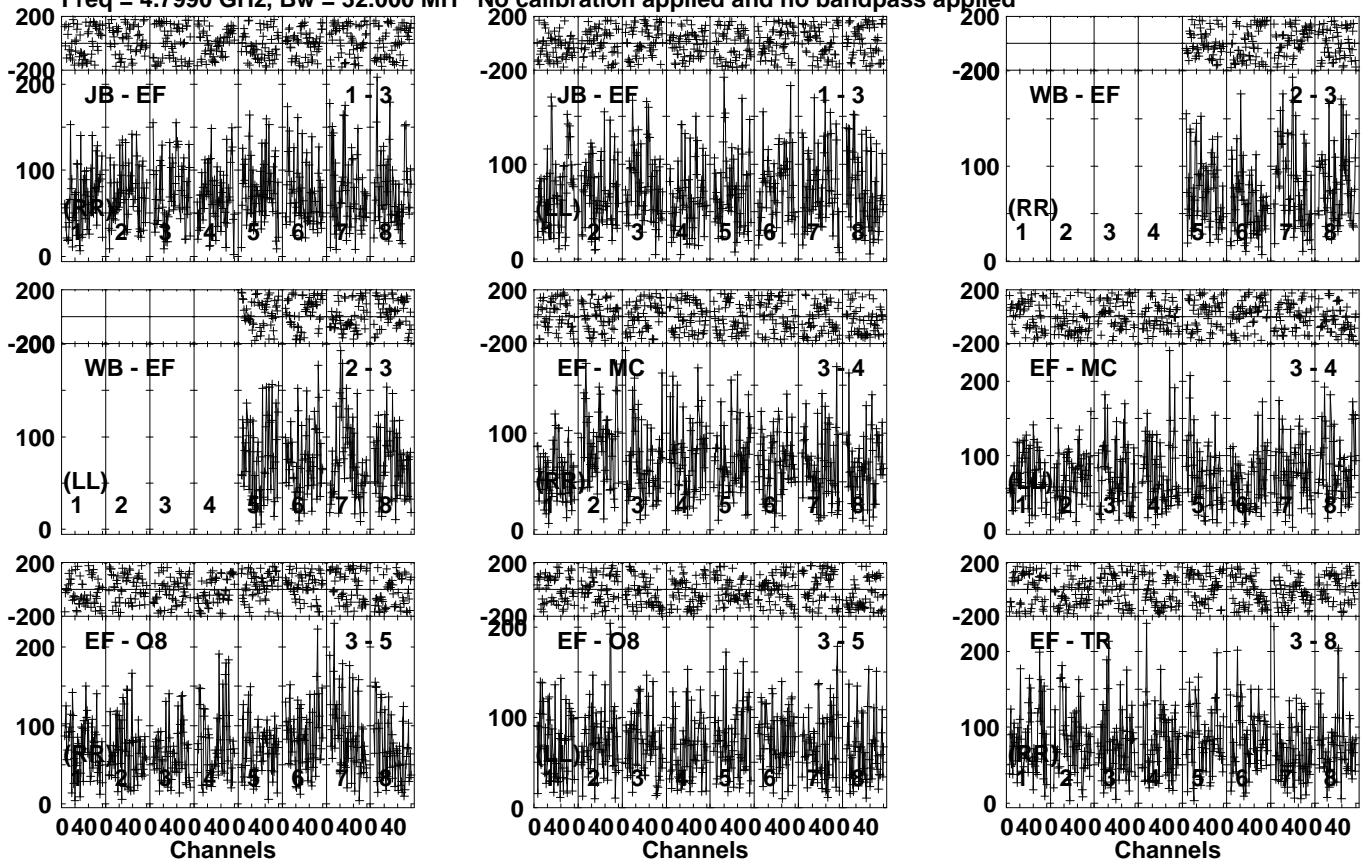 Freq = 4.7990 GHz, Bw = 32.000 MH No calibration applied and no bandpass applied
200 200 200
-200 -200 -200
200
JB - EF 1 - 3 JB - EF 1 - 3 WB - EF 2 - 3
100 100 100
(RR) (LL) (RR)
1 2 3 4 5 6 7 8 1 2 3 4 5 6 7 8 1 2 3 4 5 6 7 8
0 0 0
200 200 200
-200 -200 -200
WB - EF 2 - 3 EF - MC 3 - 4 EF - MC 3 - 4
200
100 100 100
(LL) (RR) (LL)
1 2 3 4 5 6 7 8 1 2 3 4 5 6 7 8 1 2 3 4 5 6 7 8
0 0 0
200 200 200
-200 -200 -200
200
EF - O8 3 - 5 EF - O8 3 - 5 EF - TR 3 - 8
200 200
100 100 100
(RR) (LL) (RR)
1 2 3 4 5 6 7 8 1 2 3 4 5 6 7 8 1 2 3 4 5 6 7 8
0 0 0
0 40 0 40 0 40 0 40 0 40 0 40 0 40 0 40 0 40 0 40 0 40 0 40 0 40 0 40 0 40 0 40 0 40 0 40 0 40 0 40 0 40 0 40 0 40 0 40
Channels Channels Channels